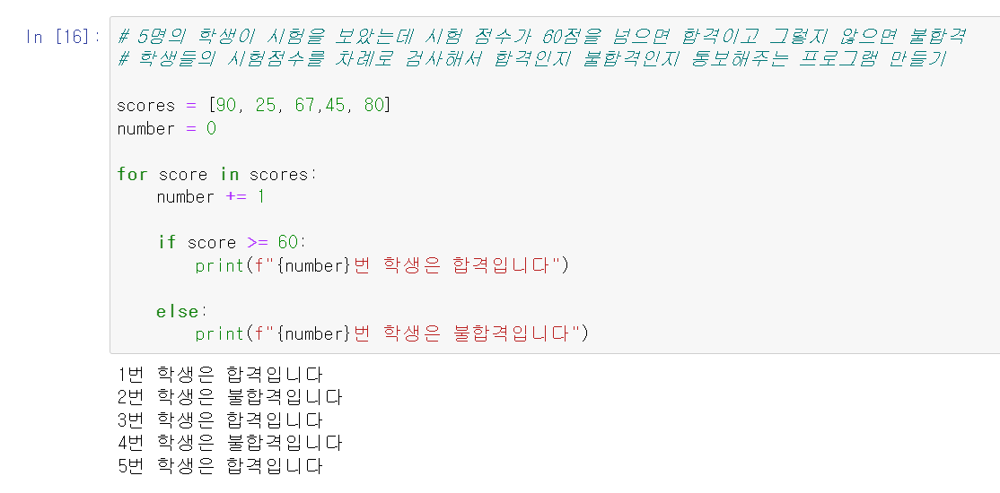 In [16]: # 5명의 학생이 시험을 보았는데 시험 점수가 60점을 넘으면 합격이고 그렇지 않으면 불합격
# 학생들의 시험점수를 차례로 검사해서 합격인지 불합격인지 통보해주는 프로그램 만들기
scores = [90, 25, 67,45, 80]
number = 0
for score in scores:
    number += 1
    if score >= 60:
        print(f"{number}번 학생은 합격입니다")
    else:
        print(f"{number}번 학생은 불합격입니다")
1번 학생은 합격입니다
2번 학생은 불합격입니다
3번 학생은 합격입니다
4번 학생은 불합격입니다
5번 학생은 합격입니다